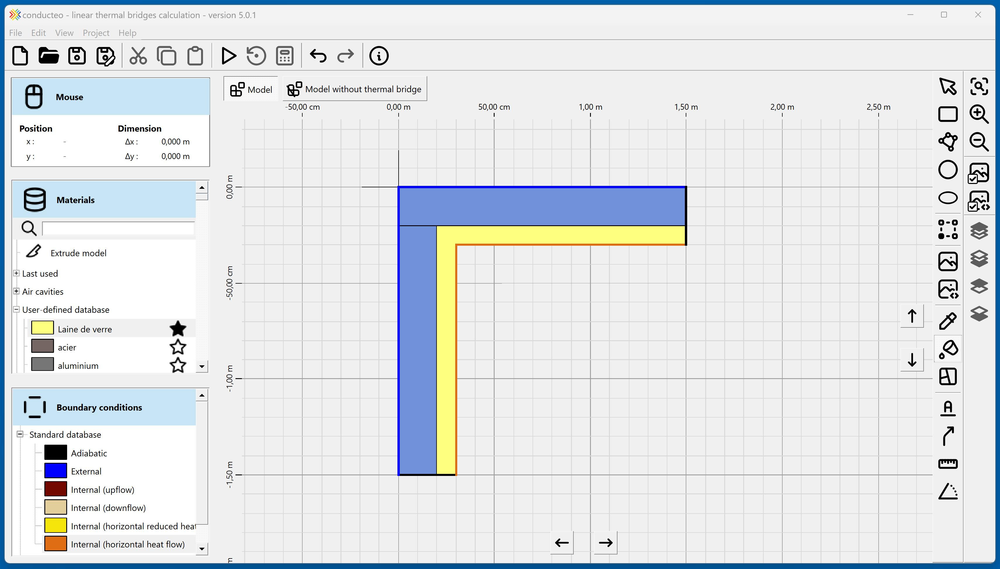 conducteo - linear thermal bridges calculation - version 5.0.1
File Edit View Project Help
Mouse
Position Dimension
x : - Δx : 0,000 m
y : - Δy : 0,000 m
Materials
Extrude model
Last used
Air cavities
User-defined database
Laine de verre
acier
aluminium
Boundary conditions
Standard database
Adiabatic
External
Internal (upflow)
Internal (downflow)
Internal (horizontal reduced heat
Internal (horizontal heat flow)
Model Model without thermal bridge
-50,00 cm 0,00 m 50,00 cm 1,00 m 1,50 m 2,00 m 2,50 m
0,00 m
-50,00 cm
-1,00 m
-1,50 m
m
A